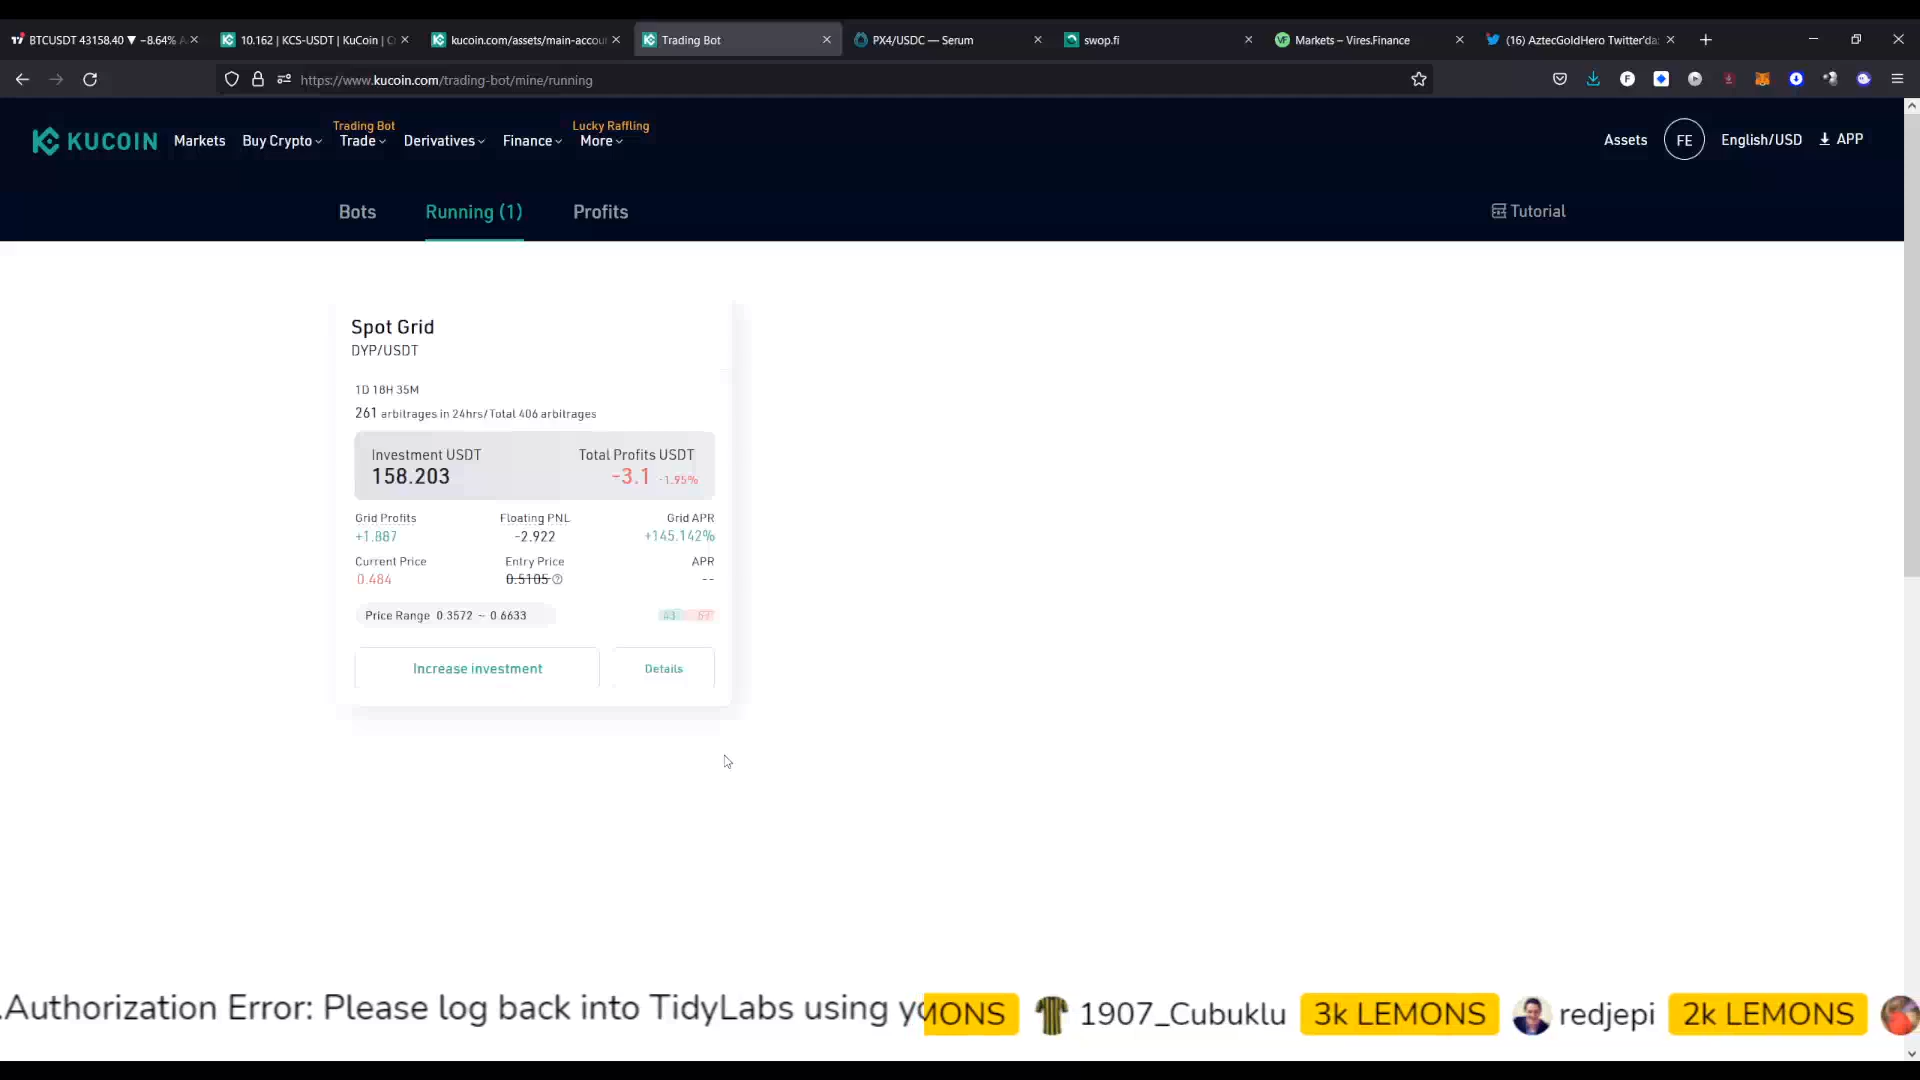 BTCUSDT 43158.40 ▼ −8.64%
10.162 | KCS-USDT | KuCoin | C
kucoin.com/assets/main-accou
Trading Bot
PX4/USDC — Serum
swop.fi
Markets – Vires.Finance
(16) AztecGoldHero Twitter'da:
https://www.kucoin.com/trading-bot/mine/running
KUCOIN
Markets
Buy Crypto
Trading Bot
Trade
Derivatives
Finance
Lucky Raffling
More
Assets
FE
English/USD
APP
Bots
Running (1)
Profits
Tutorial
Spot Grid
DYP/USDT
1D 18H 35M
261 arbitrages in 24hrs/Total 406 arbitrages
Investment USDT
158.203
Total Profits USDT
-3.1 -1.95%
Grid Profits
+1.887
Floating PNL
-2.922
Grid APR
+145.142%
Current Price
0.484
Entry Price
0.5105
APR
--
Price Range 0.3572 ~ 0.6633
Increase investment
Details
.Authorization Error: Please log back into TidyLabs using yo
MONS
1907_Cubuklu
3k LEMONS
redjepi
2k LEMONS